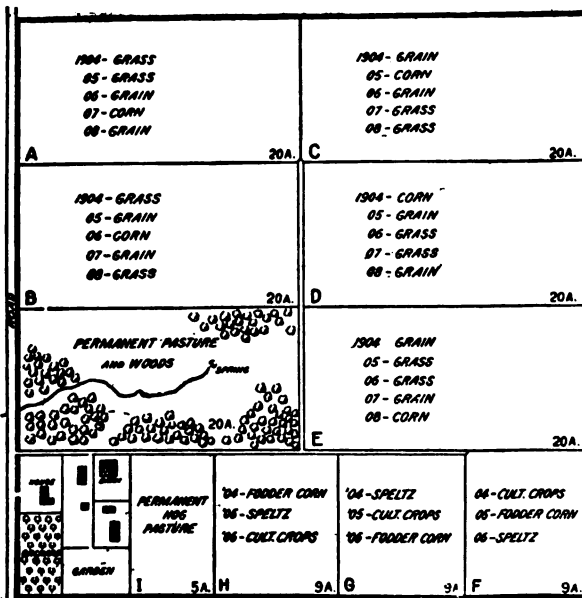 1904 - GRASS
05 - GRASS
06 - GRAIN
07 - CORN
08 - GRAIN
A
20A.
1904 - GRAIN
05 - CORN
06 - GRAIN
07 - GRASS
08 - GRASS
C
20A.
1904 - GRASS
05 - GRAIN
06 - CORN
07 - GRAIN
08 - GRASS
B
20A.
1904 - CORN
05 - GRAIN
06 - GRASS
07 - GRASS
08 - GRAIN
D
20A.
ROAD
PERMANENT PASTURE
AND WOODS
SPRING
20A.
1904 GRAIN
05 - GRASS
06 - GRASS
07 - GRAIN
08 - CORN
E
20A.
HOUSE
GARDEN
PERMANENT
HOG
PASTURE
I
5A.
'04 - FODDER CORN
'05 - SPELTZ
'06 - CULT. CROPS
H
9A.
'04 - SPELTZ
'05 - CULT. CROPS
'06 - FODDER CORN
G
9A
04 - CULT. CROPS
05 - FODDER CORN
06 - SPELTZ
F
9A.